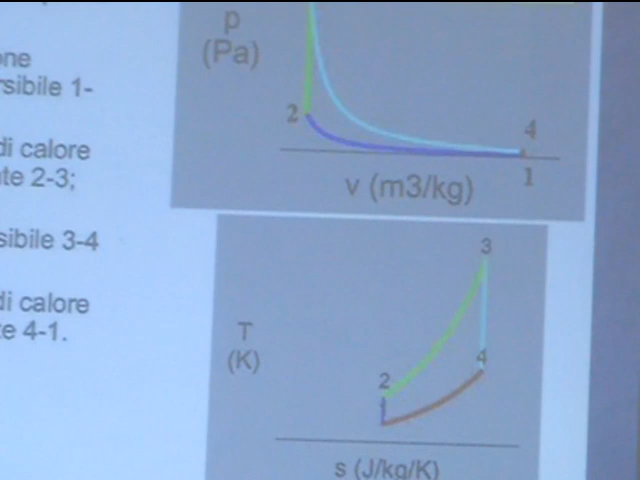 one
rsibile 1-
di calore
te 2-3;
sibile 3-4
di calore
te 4-1.
p
(Pa)
2
4
1
v (m3/kg)
3
T
(K)
4
2
s (J/kg/K)